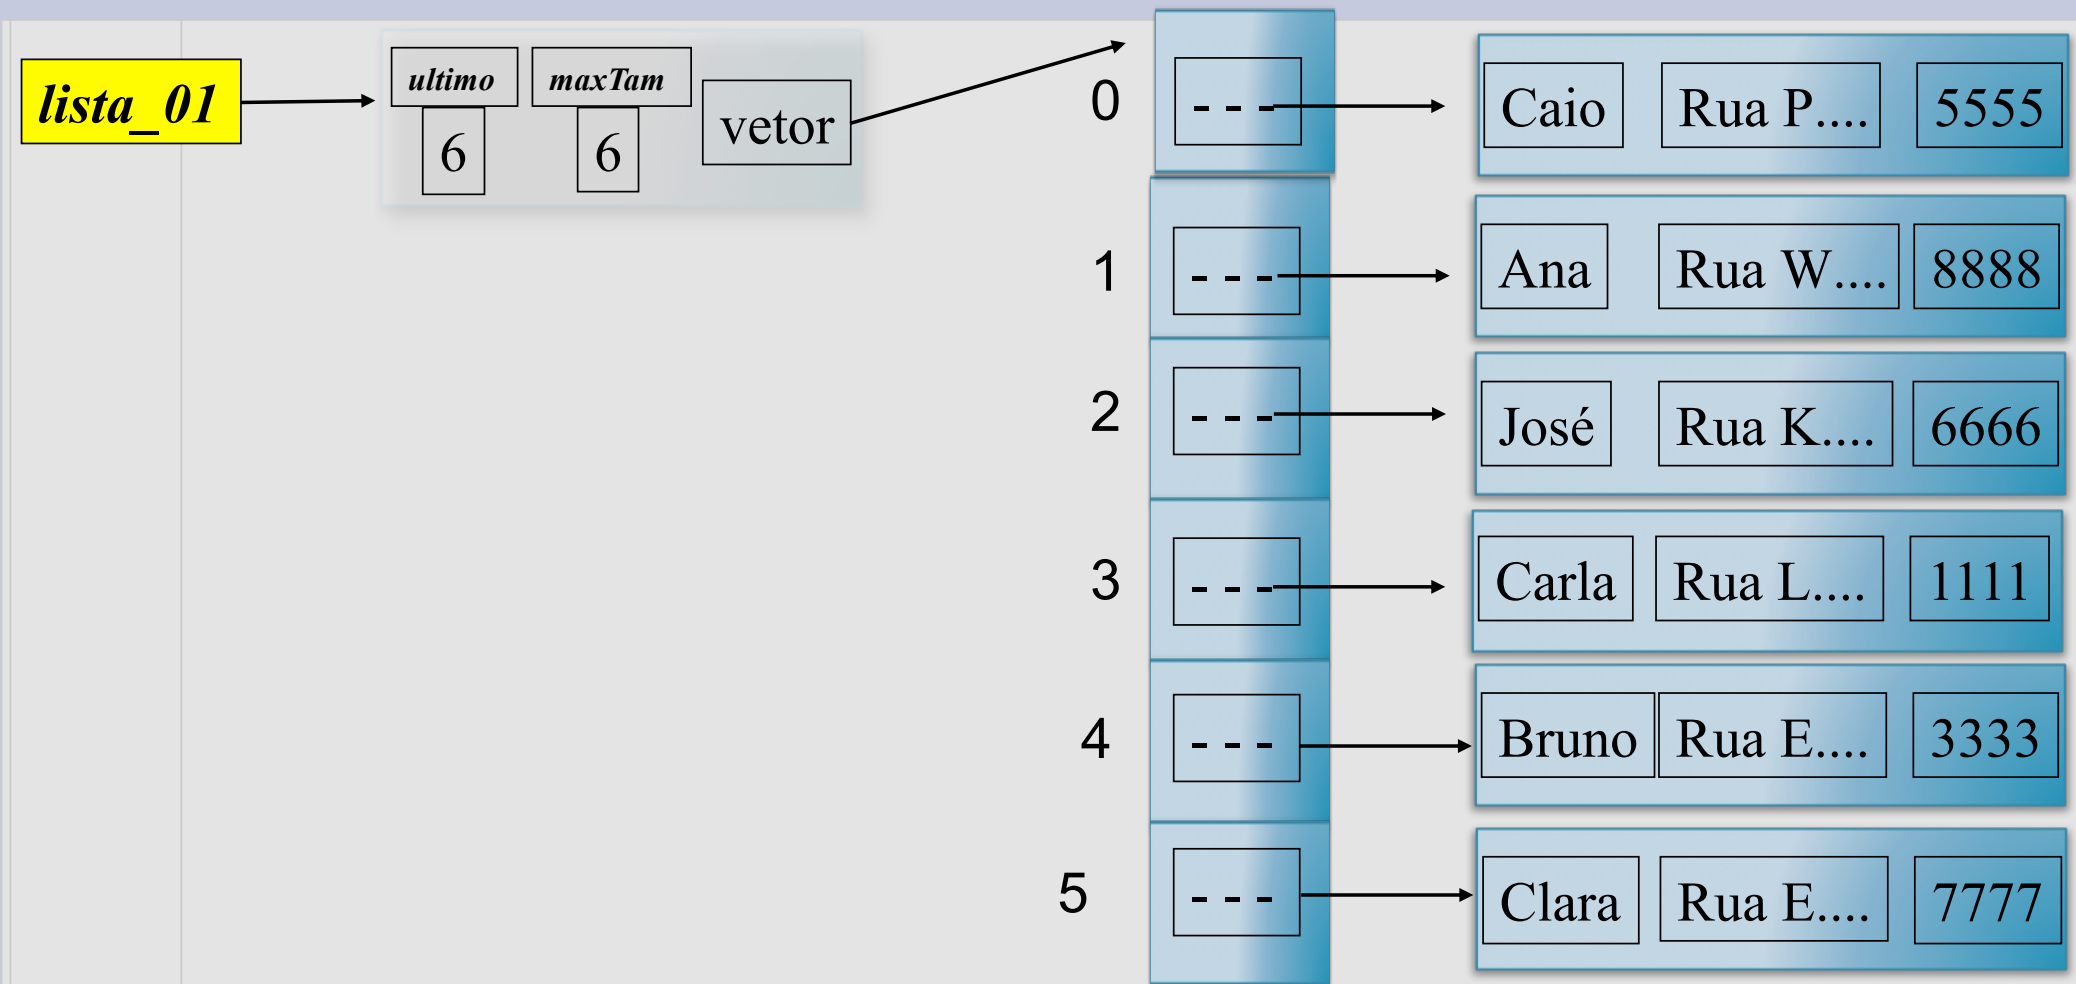 lista_01
ultimo maxTam
6 6 vetor
0 - - - Caio Rua P.... 5555
1 - - - Ana Rua W.... 8888
2 - - - José Rua K.... 6666
3 - - - Carla Rua L.... 1111
4 - - - Bruno Rua E.... 3333
5 - - - Clara Rua E.... 7777